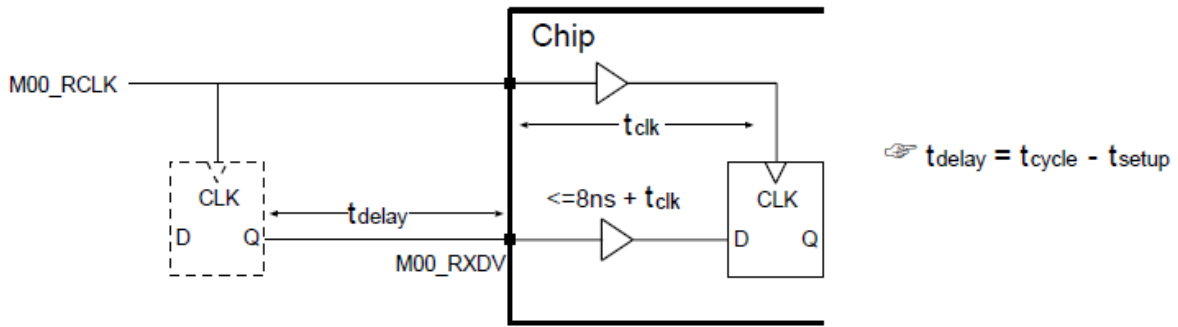 Chip
M00_RCLK
tclk
☞ tdelay = tcycle - tsetup
CLK
D Q
tdelay
<=8ns + tclk
CLK
D Q
M00_RXDV